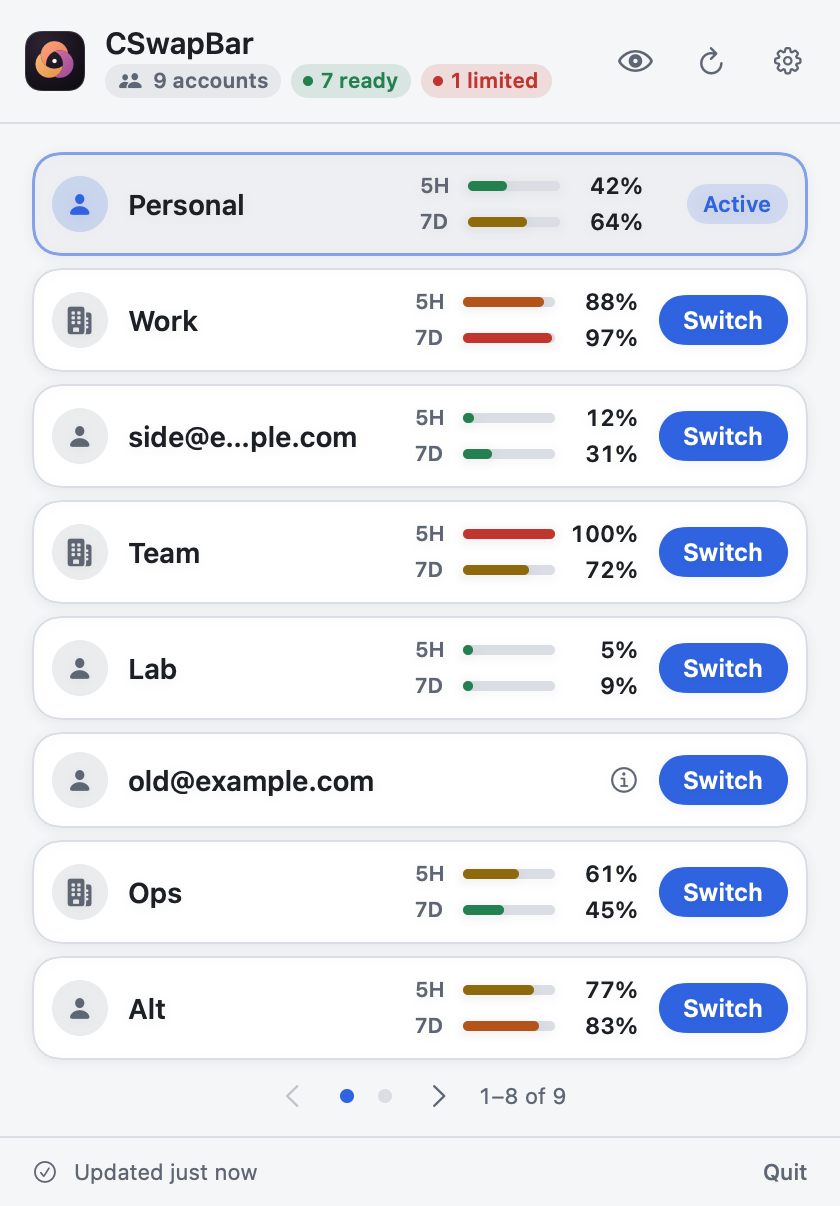 CSwapBar
9 accounts 7 ready 1 limited
Personal 5H 42% Active
7D 64%
Work 5H 88% Switch
7D 97%
side@e...ple.com 5H 12% Switch
7D 31%
Team 5H 100% Switch
7D 72%
Lab 5H 5% Switch
7D 9%
old@example.com Switch
Ops 5H 61% Switch
7D 45%
Alt 5H 77% Switch
7D 83%
1–8 of 9
Updated just now Quit